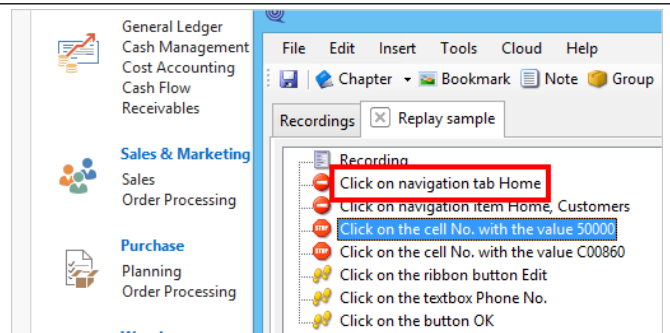 General Ledger
Cash Management
Cost Accounting
Cash Flow
Receivables
Sales & Marketing
Sales
Order Processing
Purchase
Planning
Order Processing
File Edit Insert Tools Cloud Help
Chapter Bookmark Note Group
Recordings Replay sample
Recording
Click on navigation tab Home
Click on navigation item Home, Customers
STOP Click on the cell No. with the value 50000
STOP Click on the cell No. with the value C00860
Click on the ribbon button Edit
Click on the textbox Phone No.
Click on the button OK